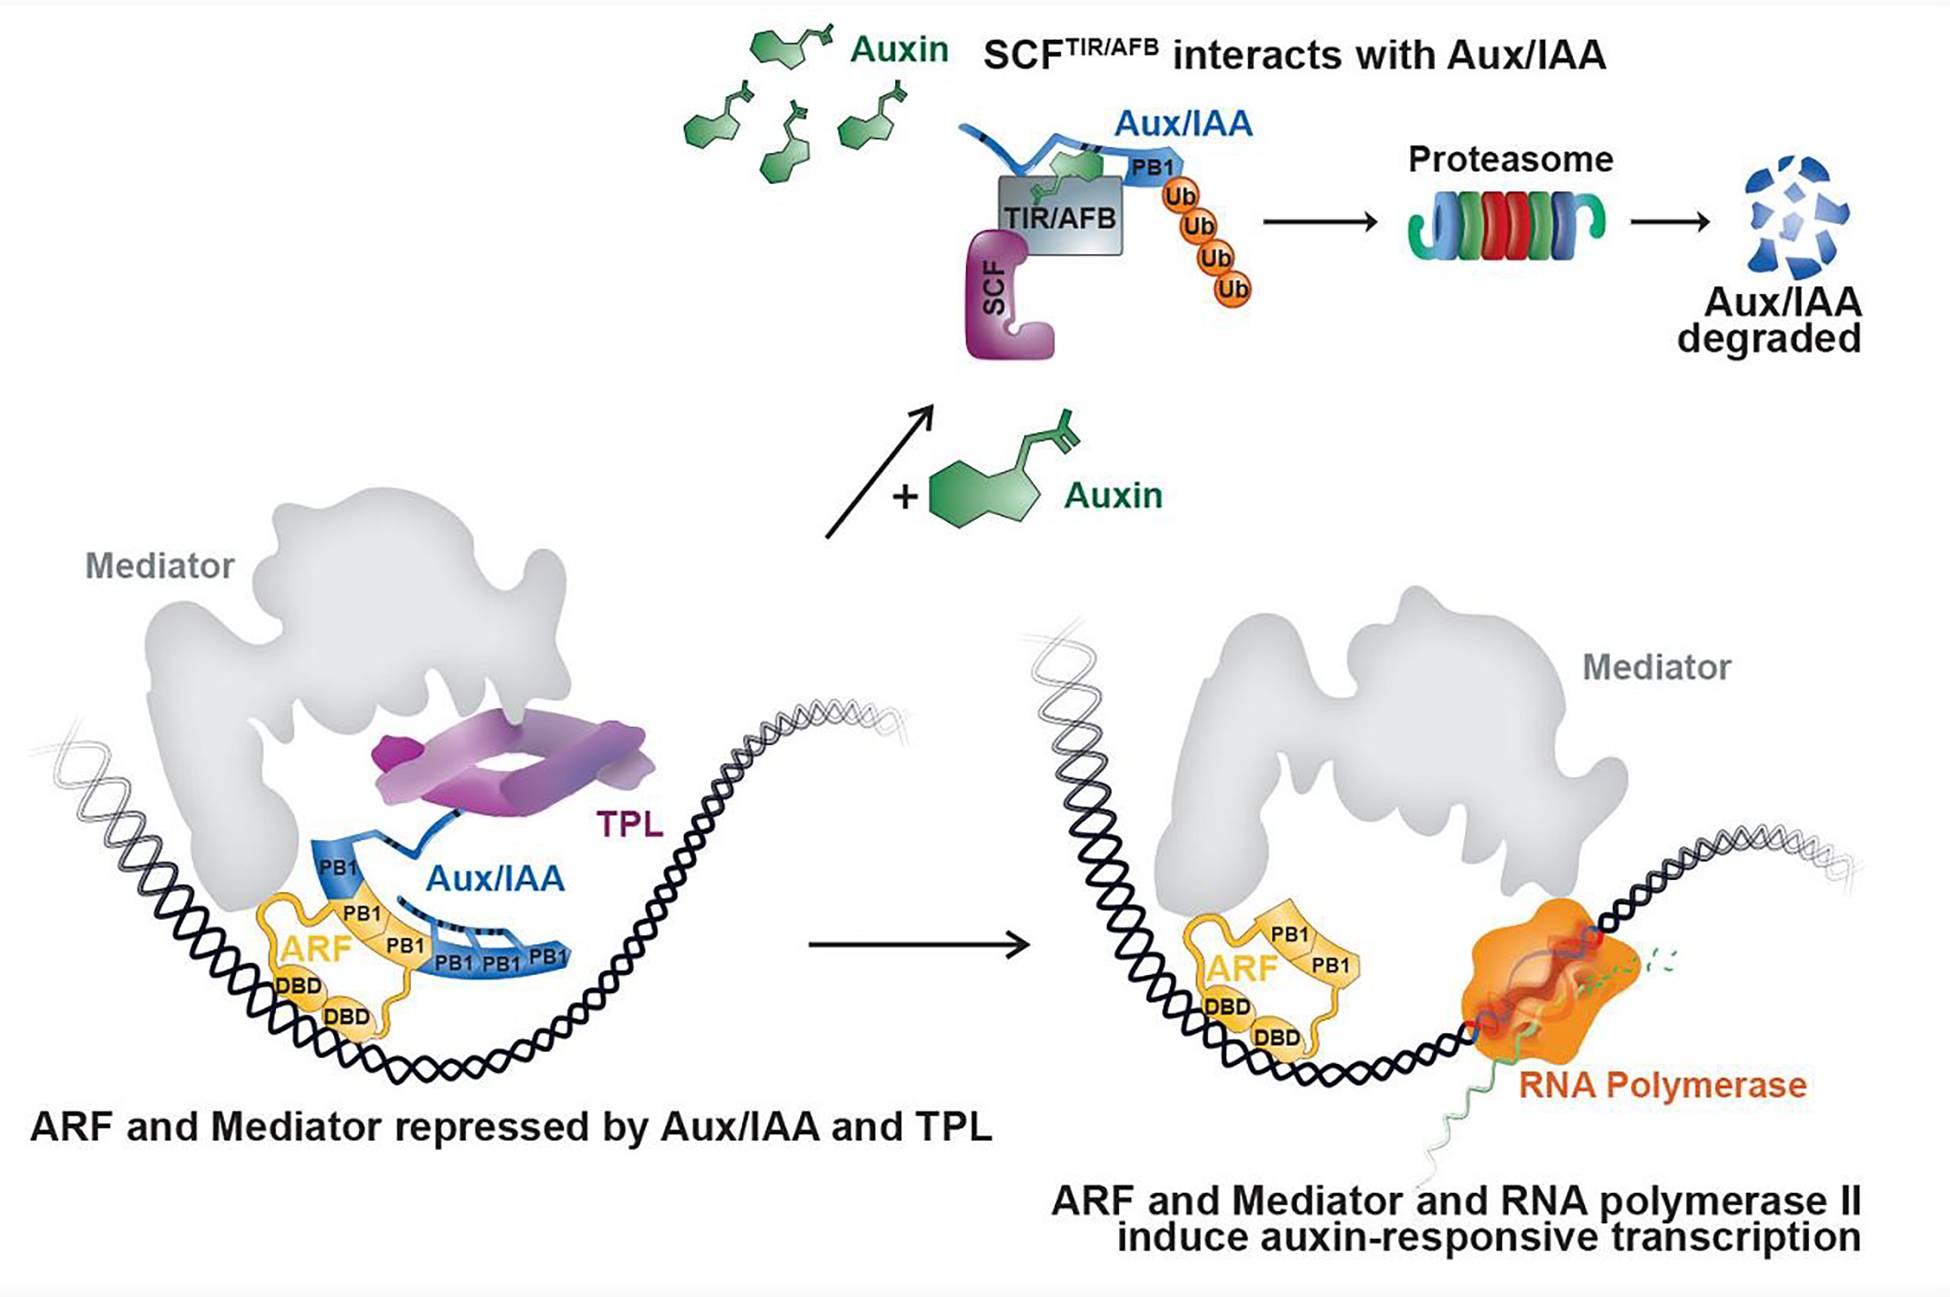 Auxin
SCFTIR/AFB interacts with Aux/IAA
Aux/IAA
PB1
TIR/AFB
SCF
Ub
Ub
Ub
Ub
Proteasome
Aux/IAA
degraded
+ Auxin
Mediator
TPL
Aux/IAA
PB1
PB1
PB1
PB1
PB1
PB1
ARF
DBD
DBD
ARF and Mediator repressed by Aux/IAA and TPL
Mediator
PB1
PB1
ARF
DBD
DBD
RNA Polymerase
ARF and Mediator and RNA polymerase II
induce auxin-responsive transcription